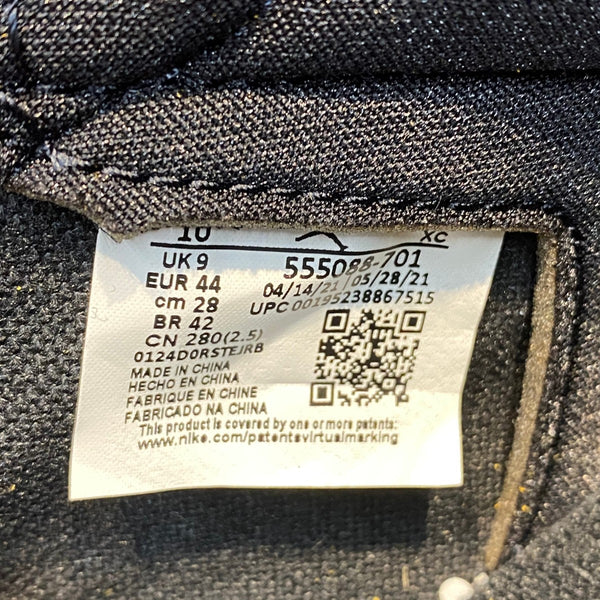 10
XC
UK 9
555088-701
EUR 44
04/14/21 / 05/28/21
cm 28
UPC 00195238867515
BR 42
CN 280(2.5)
0124D0RSTEJRB
MADE IN CHINA
HECHO EN CHINA
FABRIQUE EN CHINE
FABRICADO NA CHINA
This product is covered by one or more patents:
www.nike.com/patentsvirtualmarking